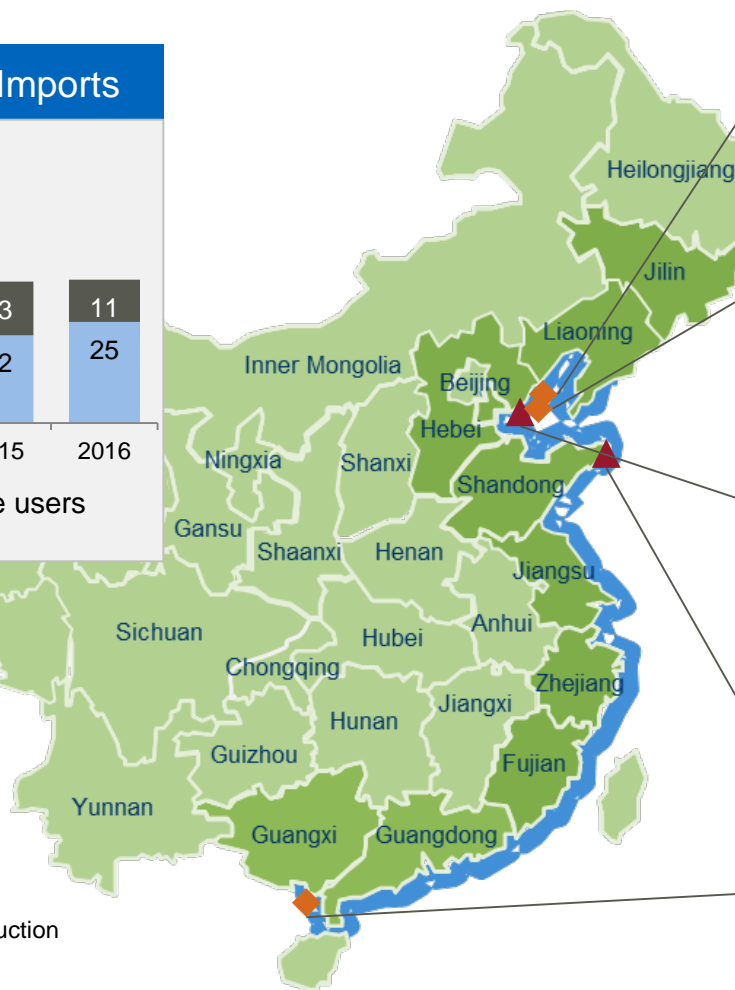 Imports
3
11
2
25
15
2016
e users
Heilongjiang
Jilin
Liaoning
Inner Mongolia
Beijing
Hebei
Ningxia
Shanxi
Shandong
Gansu
Shaanxi
Henan
Jiangsu
Sichuan
Hubei
Anhui
Chongqing
Zhejiang
Hunan
Jiangxi
Guizhou
Fujian
Yunnan
Guangxi
Guangdong
uction